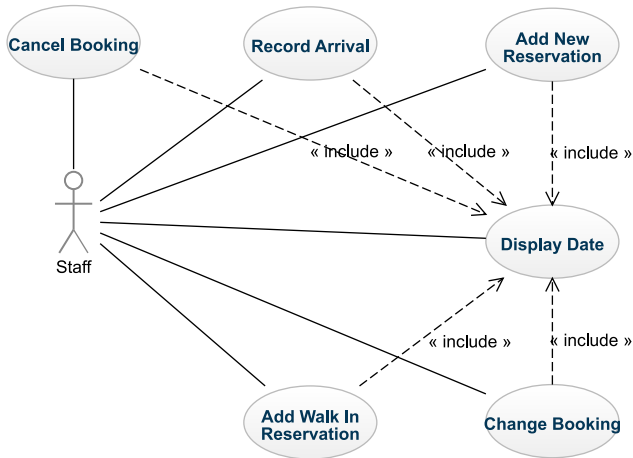 Cancel Booking
Record Arrival
Add New
Reservation
« include »
« include »
« include »
Staff
Display Date
« include »
« include »
Add Walk In
Reservation
Change Booking